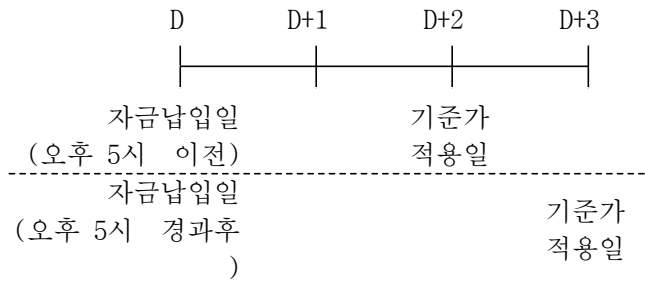 D D+1 D+2 D+3
자금납입일 기준가
(오후 5시 이전) 적용일
자금납입일
(오후 5시 경과후
)
기준가
적용일